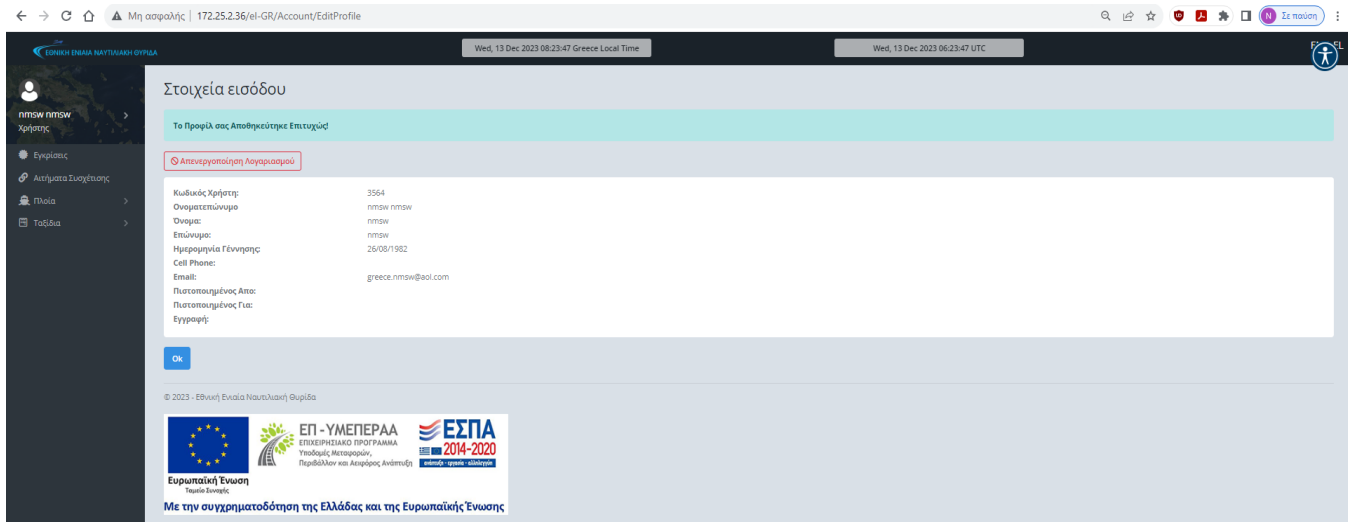 Μη ασφαλής | 172.25.2.36/el-GR/Account/EditProfile
N Σε παύση
ΕΘΝΙΚΗ ΕΝΙΑΙΑ ΝΑΥΤΙΛΙΑΚΗ ΘΥΡΙΔΑ
Wed, 13 Dec 2023 08:23:47 Greece Local Time
Wed, 13 Dec 2023 06:23:47 UTC
nmsw nmsw
Χρήστης
Εγκρίσεις
Αιτήματα Συσχέτισης
Πλοία
Ταξίδια
Στοιχεία εισόδου
Το Προφίλ σας Αποθηκεύτηκε Επιτυχώς!
Απενεργοποίηση Λογαριασμού
Κωδικός Χρήστη: 3564
Ονοματεπώνυμο nmsw nmsw
Όνομα: nmsw
Επώνυμο: nmsw
Ημερομηνία Γέννησης: 26/08/1982
Cell Phone:
Email: greece.nmsw@aol.com
Πιστοποιημένος Απο:
Πιστοποιημένος Για:
Εγγραφή:
Ok
© 2023 - Εθνική Ενιαία Ναυτιλιακή Θυρίδα
Ευρωπαϊκή Ένωση
Ταμείο Συνοχής
ΕΠ - ΥΜΕΠΕΡΑΑ
ΕΠΙΧΕΙΡΗΣΙΑΚΟ ΠΡΟΓΡΑΜΜΑ
Υποδομές Μεταφορών,
Περιβάλλον και Αειφόρος Ανάπτυξη
ΕΣΠΑ
2014-2020
ανάπτυξη - εργασία - αλληλεγγύη
Με την συγχρηματοδότηση της Ελλάδας και της Ευρωπαϊκής Ένωσης